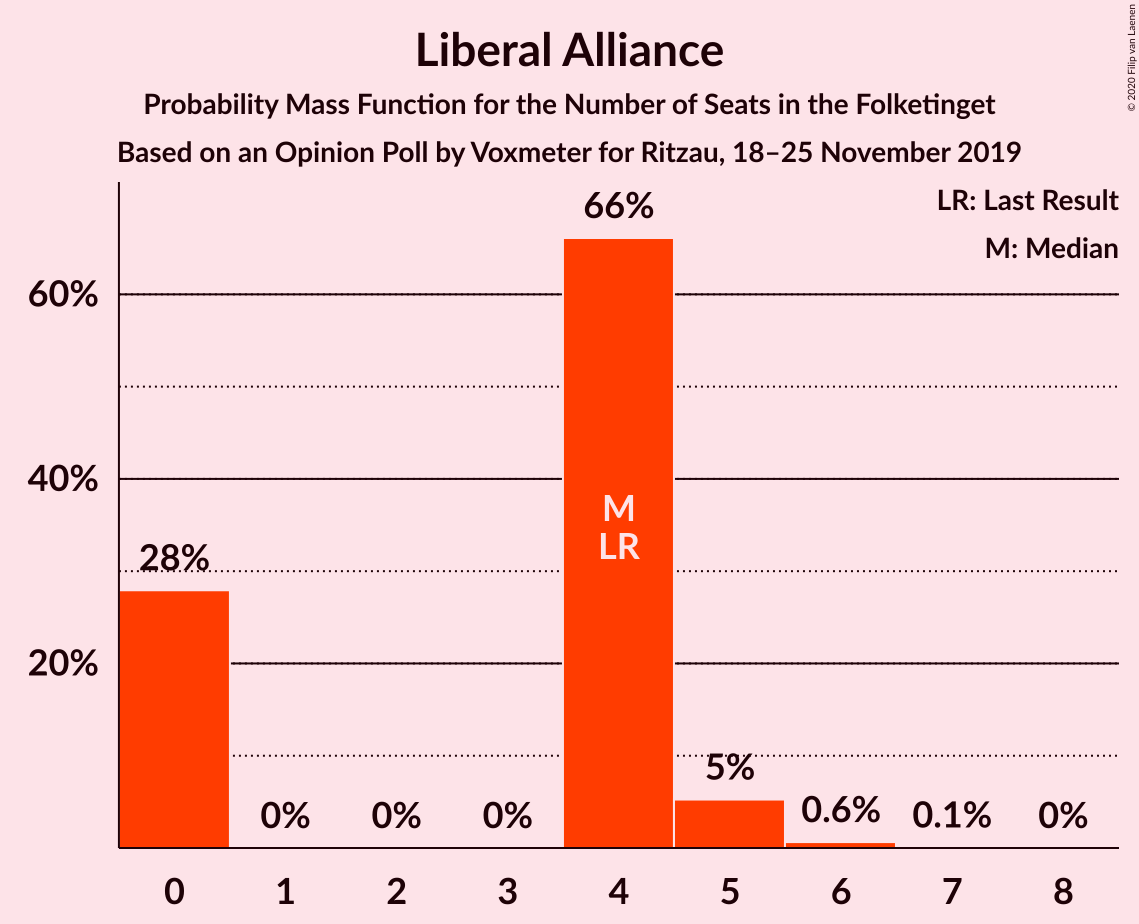 Liberal Alliance
Probability Mass Function for the Number of Seats in the Folketinget
Based on an Opinion Poll by Voxmeter for Ritzau, 18–25 November 2019
© 2020 Filip van Laenen
LR: Last Result
M: Median
66%
60%
40%
M
LR
28%
20%
5%
0%
0%
0%
0.6%
0.1%
0%
0
1
2
3
4
5
6
7
8